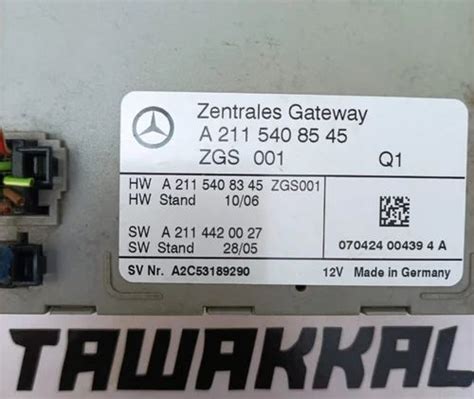 Zentrales Gateway
A 211 540 85 45
ZGS 001 Q1
HW A 211 540 83 45 ZGS001
HW Stand 10/06
SW A 211 442 00 27
SW Stand 28/05
070424 00439 4 A
SV Nr. A2C53189290 12V Made in Germany
TAWAKKAL